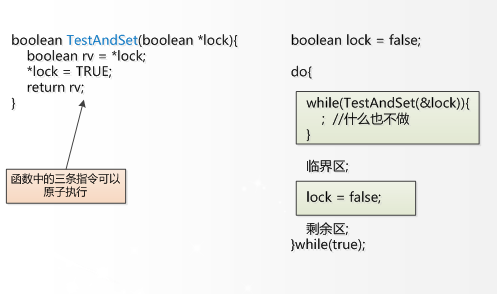 boolean TestAndSet(boolean *lock){
boolean rv = *lock;
*lock = TRUE;
return rv;
}
函数中的三条指令可以
原子执行
boolean lock = false;
do{
while(TestAndSet(&lock)){
; //什么也不做
}
临界区;
lock = false;
剩余区;
}while(true);